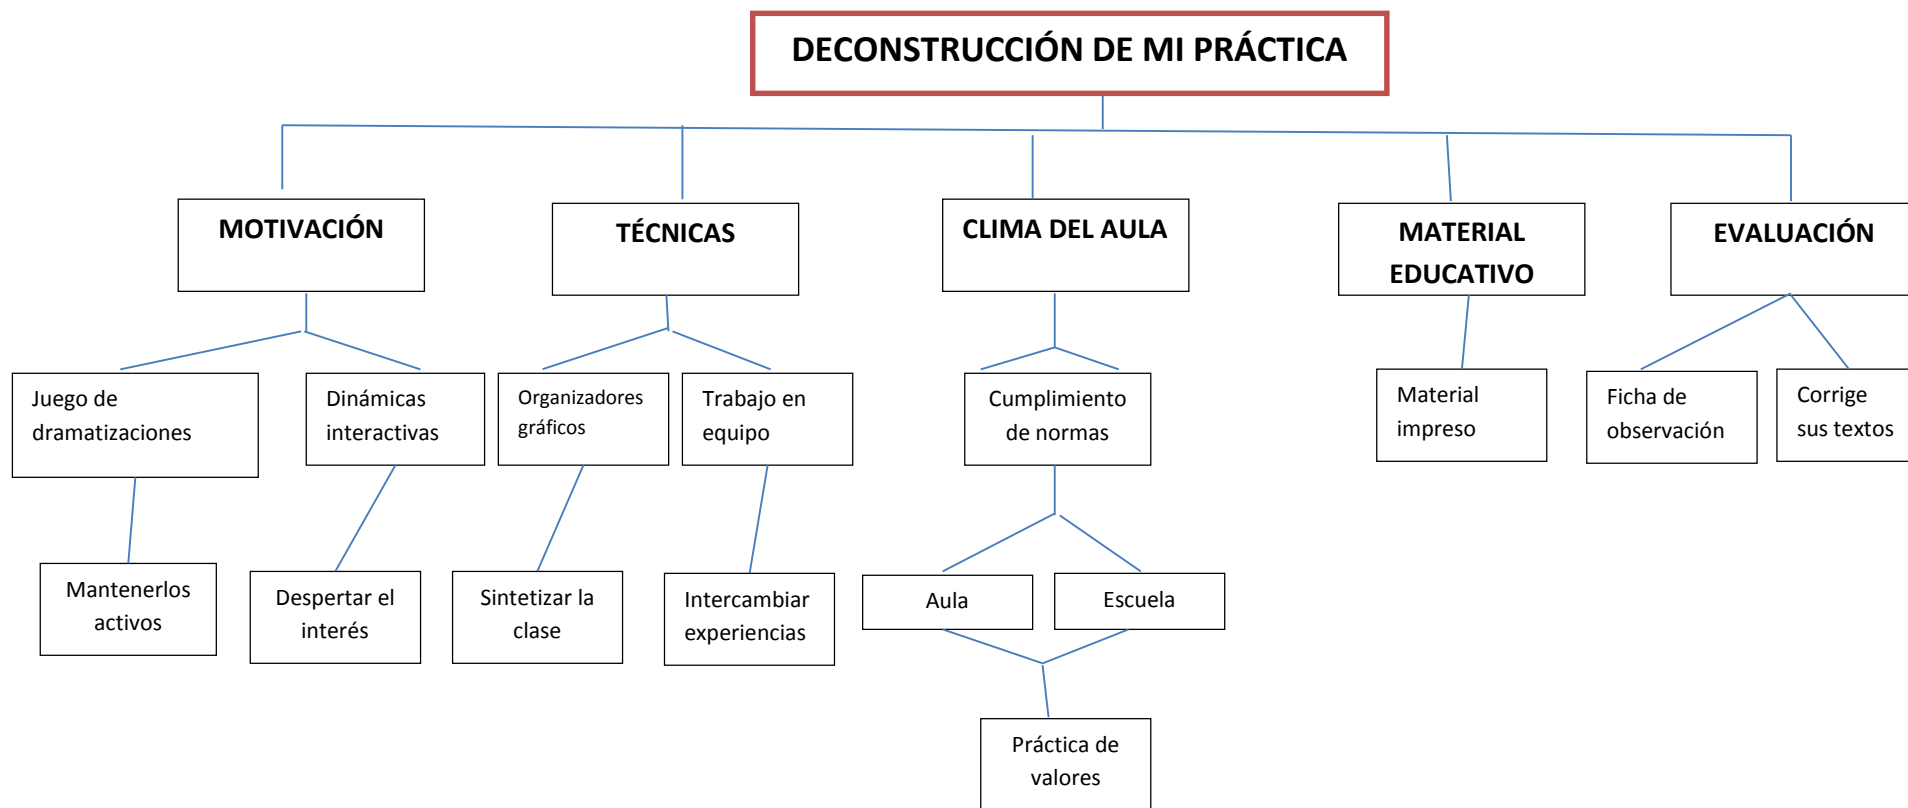 DECONSTRUCCIÓN DE MI PRÁCTICA
MOTIVACIÓN
TÉCNICAS
CLIMA DEL AULA
MATERIAL
EDUCATIVO
EVALUACIÓN
Juego de
dramatizaciones
Dinámicas
interactivas
Organizadores
gráficos
Trabajo en
equipo
Cumplimiento
de normas
Material
impreso
Ficha de
observación
Corrige
sus textos
Mantenerlos
activos
Despertar el
interés
Sintetizar la
clase
Intercambiar
experiencias
Aula
Escuela
Práctica de
valores